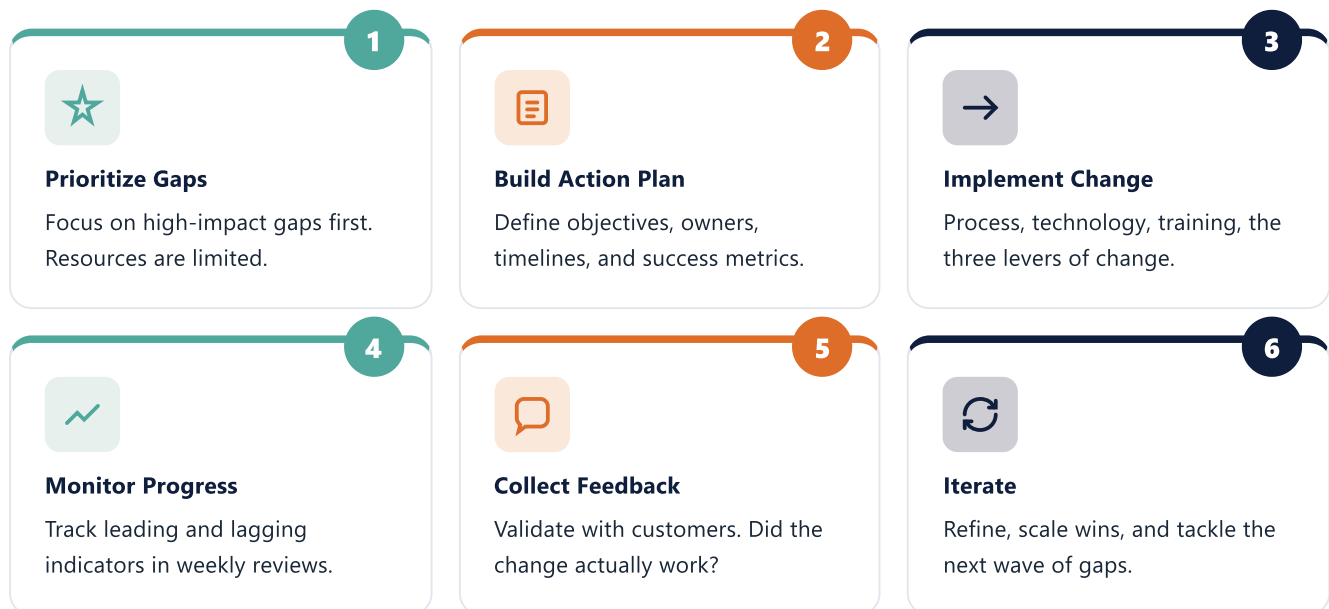 1
Prioritize Gaps
Focus on high-impact gaps first.
Resources are limited.
2
Build Action Plan
Define objectives, owners,
timelines, and success metrics.
3
Implement Change
Process, technology, training, the
three levers of change.
4
Monitor Progress
Track leading and lagging
indicators in weekly reviews.
5
Collect Feedback
Validate with customers. Did the
change actually work?
6
Iterate
Refine, scale wins, and tackle the
next wave of gaps.